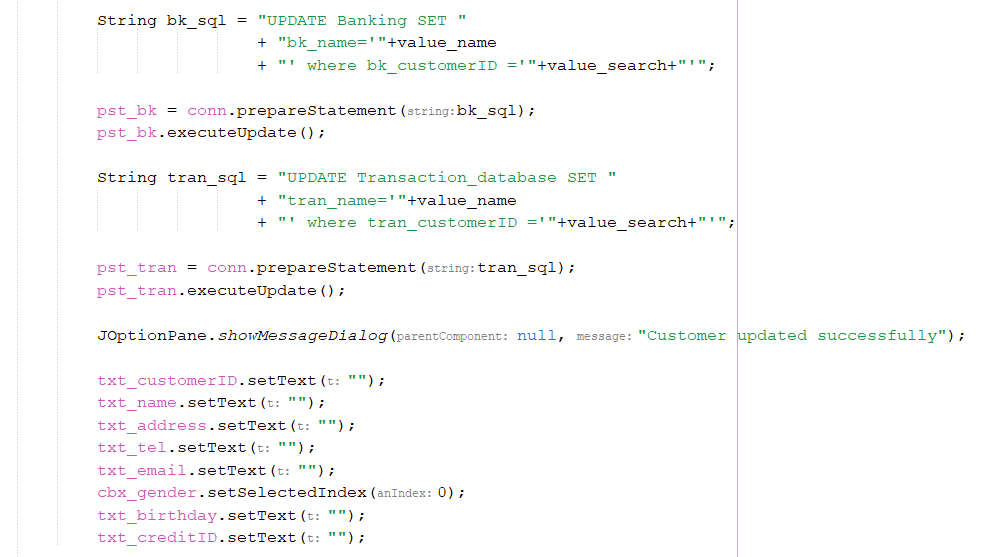 String bk_sql = "UPDATE Banking SET "
+ "bk_name='"+value_name
+ "' where bk_customerID ='"+value_search+"'";
pst_bk = conn.prepareStatement(string:bk_sql);
pst_bk.executeUpdate();
String tran_sql = "UPDATE Transaction_database SET "
+ "tran_name='"+value_name
+ "' where tran_customerID ='"+value_search+"'";
pst_tran = conn.prepareStatement(string:tran_sql);
pst_tran.executeUpdate();
JOptionPane.showMessageDialog(parentComponent: null, message: "Customer updated successfully");
txt_customerID.setText(t: "");
txt_name.setText(t: "");
txt_address.setText(t: "");
txt_tel.setText(t: "");
txt_email.setText(t: "");
cbx_gender.setSelectedIndex(anIndex: 0);
txt_birthday.setText(t: "");
txt_creditID.setText(t: "");